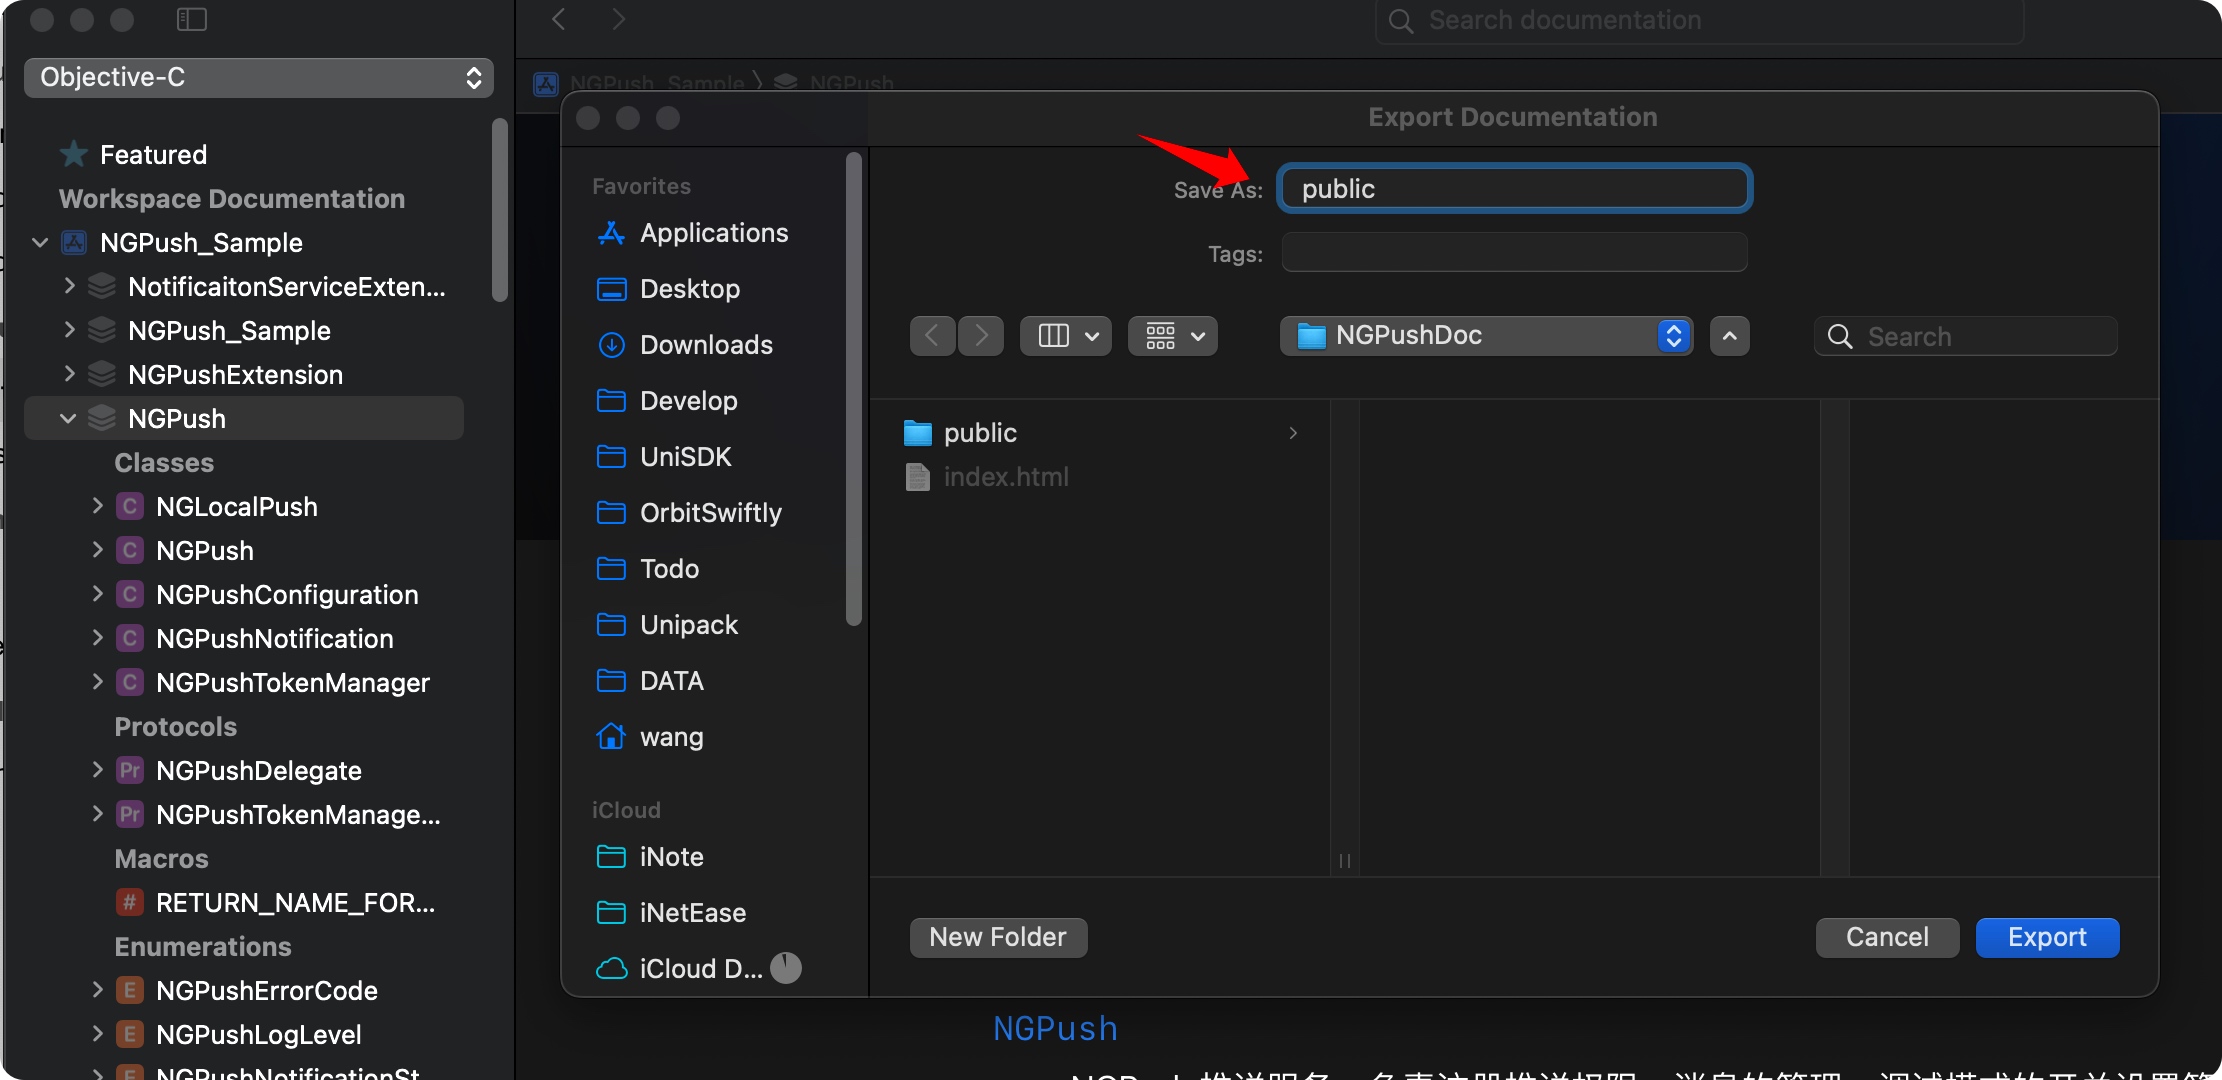 Objective-C
Featured
Workspace Documentation
NGPush_Sample
NotificaitonServiceExten...
NGPush_Sample
NGPushExtension
NGPush
Classes
C NGLocalPush
C NGPush
C NGPushConfiguration
C NGPushNotification
C NGPushTokenManager
Protocols
Pr NGPushDelegate
Pr NGPushTokenManage...
Macros
# RETURN_NAME_FOR...
Enumerations
E NGPushErrorCode
E NGPushLogLevel
E NGPushNotificationSt
Search documentation
NGPush_Sample
NGPush
Export Documentation
Favorites
Applications
Desktop
Downloads
Develop
UniSDK
OrbitSwiftly
Todo
Unipack
DATA
wang
iCloud
iNote
iNetEase
iCloud D...
Save As: public
Tags:
NGPushDoc
Search
public
index.html
New Folder
Cancel
Export
NGPush